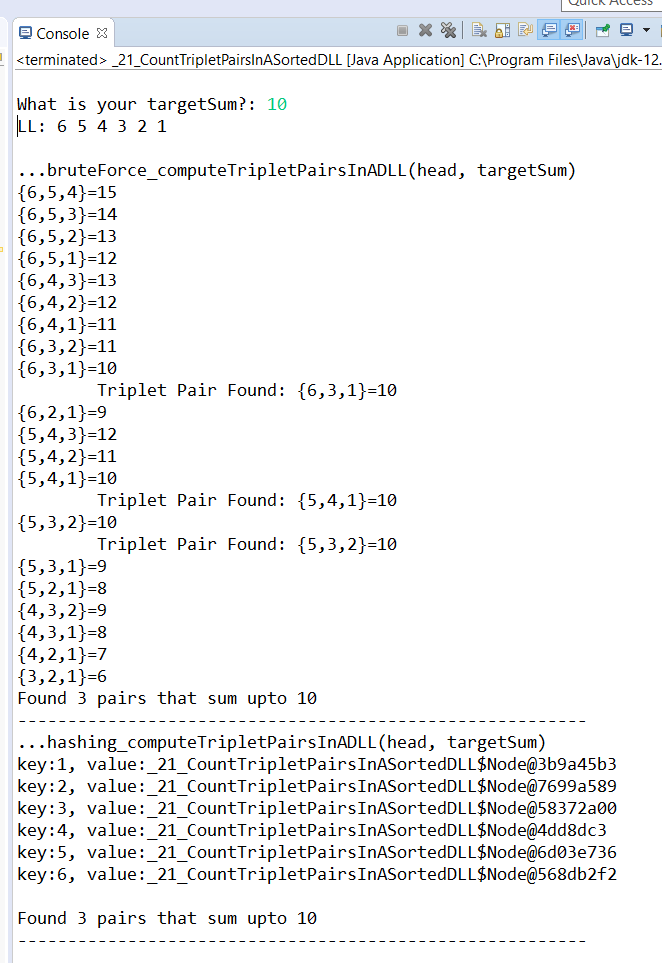 Quick Access
Console
<terminated> _21_CountTripletPairsInASortedDLL [Java Application] C:\Program Files\Java\jdk-12.
What is your targetSum?: 10
LL: 6 5 4 3 2 1
...bruteForce_computeTripletPairsInADLL(head, targetSum)
{6,5,4}=15
{6,5,3}=14
{6,5,2}=13
{6,5,1}=12
{6,4,3}=13
{6,4,2}=12
{6,4,1}=11
{6,3,2}=11
{6,3,1}=10
Triplet Pair Found: {6,3,1}=10
{6,2,1}=9
{5,4,3}=12
{5,4,2}=11
{5,4,1}=10
Triplet Pair Found: {5,4,1}=10
{5,3,2}=10
Triplet Pair Found: {5,3,2}=10
{5,3,1}=9
{5,2,1}=8
{4,3,2}=9
{4,3,1}=8
{4,2,1}=7
{3,2,1}=6
Found 3 pairs that sum upto 10
---------------------------------------------------------
...hashing_computeTripletPairsInADLL(head, targetSum)
key:1, value:_21_CountTripletPairsInASortedDLL$Node@3b9a45b3
key:2, value:_21_CountTripletPairsInASortedDLL$Node@7699a589
key:3, value:_21_CountTripletPairsInASortedDLL$Node@58372a00
key:4, value:_21_CountTripletPairsInASortedDLL$Node@4dd8dc3
key:5, value:_21_CountTripletPairsInASortedDLL$Node@6d03e736
key:6, value:_21_CountTripletPairsInASortedDLL$Node@568db2f2
Found 3 pairs that sum upto 10
---------------------------------------------------------